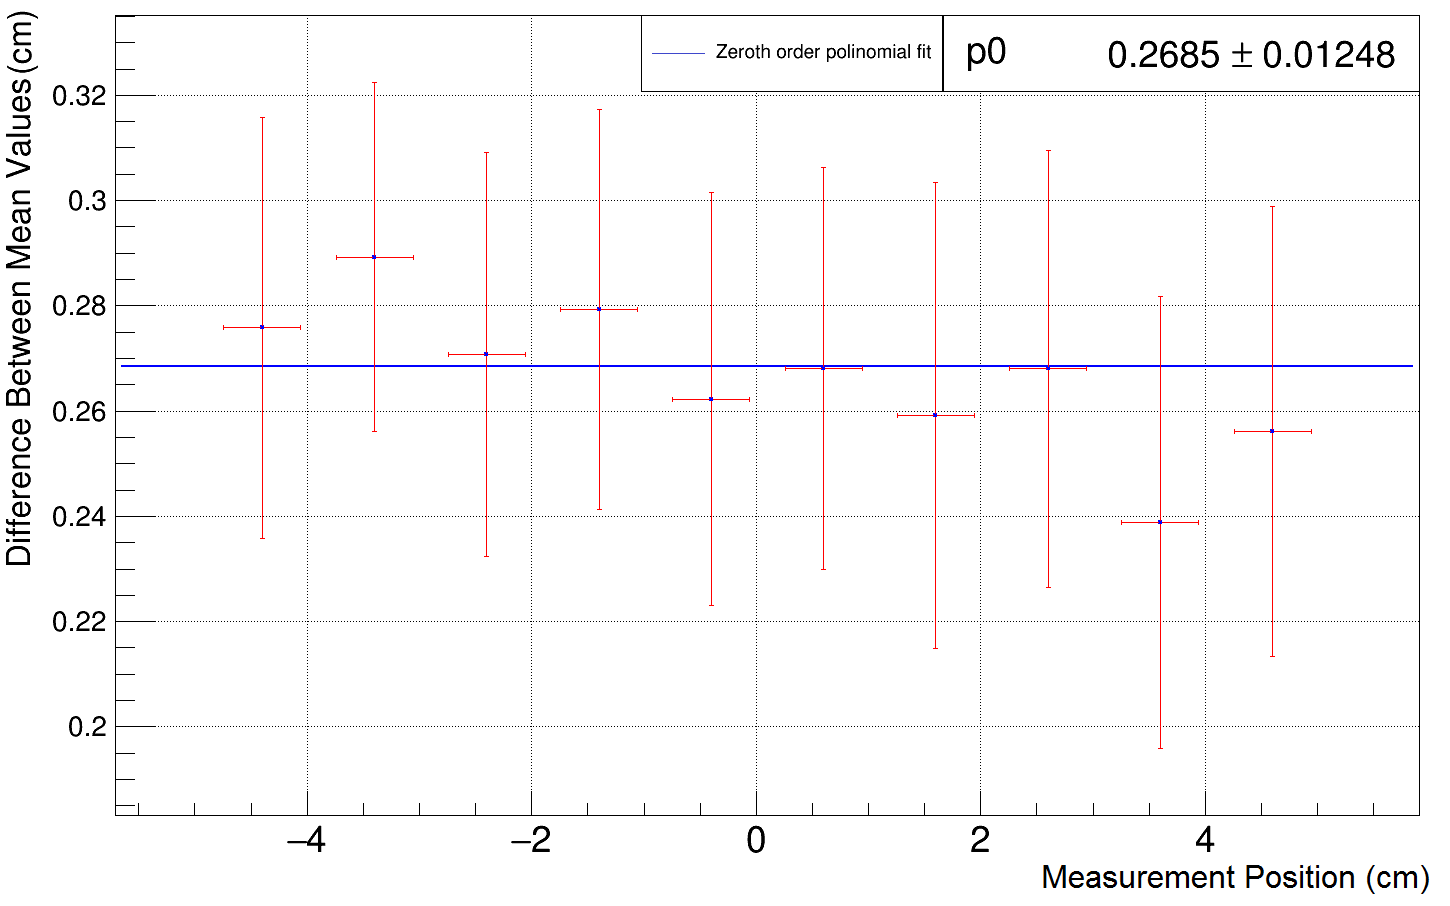 Zeroth order polinomial fit
p0 0.2685 ± 0.01248
Difference Between Mean Values(cm)
0.32
0.3
0.28
0.26
0.24
0.22
0.2
−4 −2 0 2 4
Measurement Position (cm)